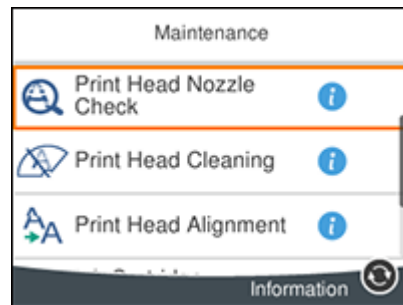 Maintenance
Print Head Nozzle
Check
Print Head Cleaning
Print Head Alignment
Information